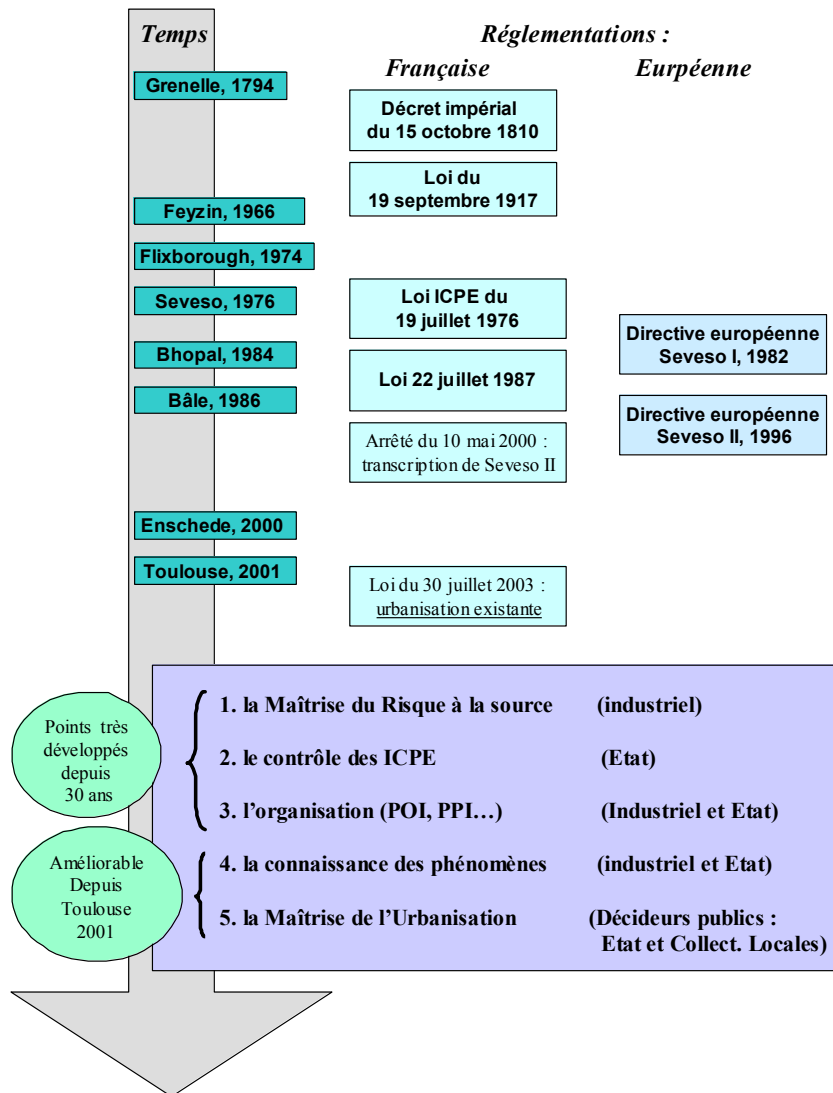 Temps
Réglementations :
Française
Eurpéenne
Grenelle, 1794
Décret impérial
du 15 octobre 1810
Loi du
19 septembre 1917
Feyzin, 1966
Flixborough, 1974
Seveso, 1976
Loi ICPE du
19 juillet 1976
Directive européenne
Seveso I, 1982
Bhopal, 1984
Loi 22 juillet 1987
Bâle, 1986
Directive européenne
Seveso II, 1996
Arrêté du 10 mai 2000 :
transcription de Seveso II
Enschede, 2000
Toulouse, 2001
Loi du 30 juillet 2003 :
urbanisation existante
Points très
développés
depuis
30 ans
1. la Maîtrise du Risque à la source (industriel)
2. le contrôle des ICPE (Etat)
3. l’organisation (POI, PPI…) (Industriel et Etat)
Améliorable
Depuis
Toulouse
2001
4. la connaissance des phénomènes (industriel et Etat)
5. la Maîtrise de l’Urbanisation (Décideurs publics :
Etat et Collect. Locales)